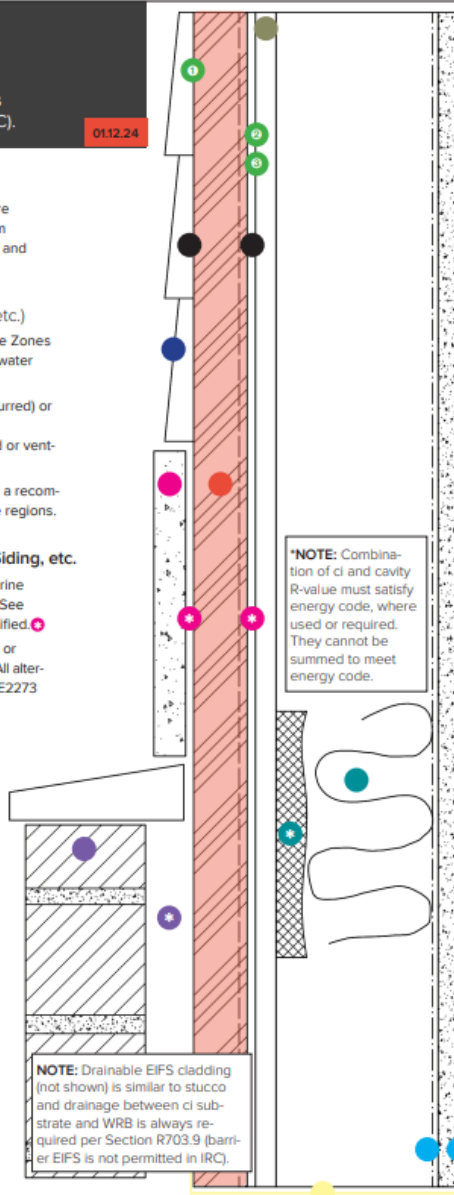 C).
01.12.24
1
2
3
re
m
and
etc.)
e Zones
water
urred) or
d or vent-
a recom-
e regions.
Siding, etc.
rine
See
ified.*
or
All alter-
E2273
*NOTE: Combina-
tion of ci and cavity
R-value must satisfy
energy code, where
used or required.
They cannot be
summed to meet
energy code.
*
*
*
*
NOTE: Drainable EIFS cladding
(not shown) is similar to stucco
and drainage between ci sub-
strate and WRB is always re-
quired per Section R703.9 (barri-
er EIFS is not permitted in IRC).